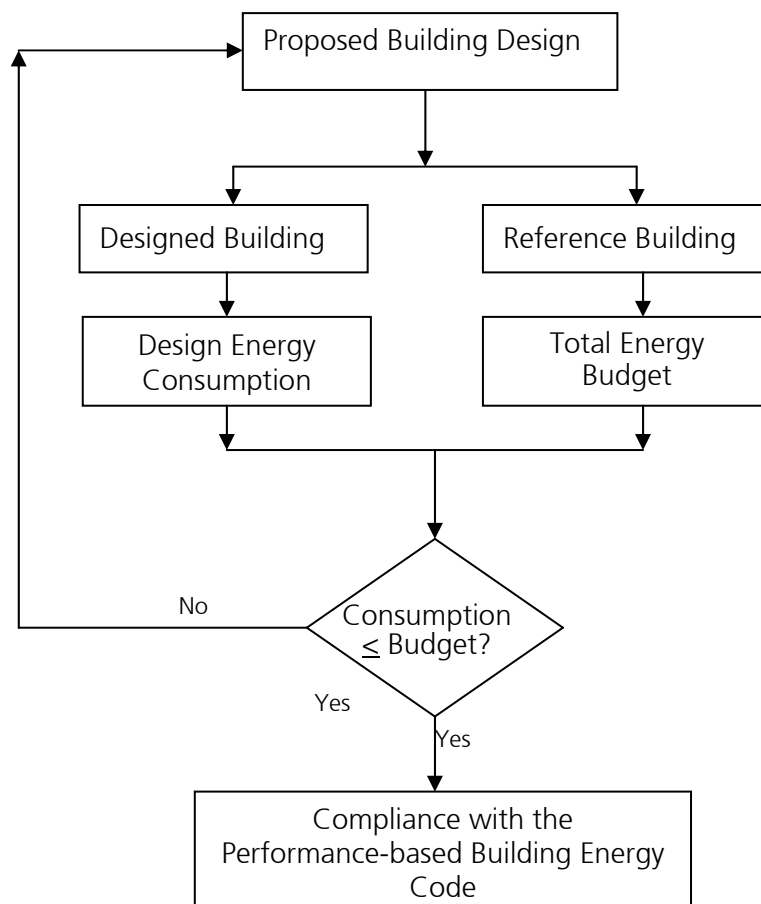 Proposed Building Design
Designed Building
Reference Building
Design Energy
Consumption
Total Energy
Budget
No
Consumption
≤ Budget?
Yes
Yes
Compliance with the
Performance-based Building Energy
Code